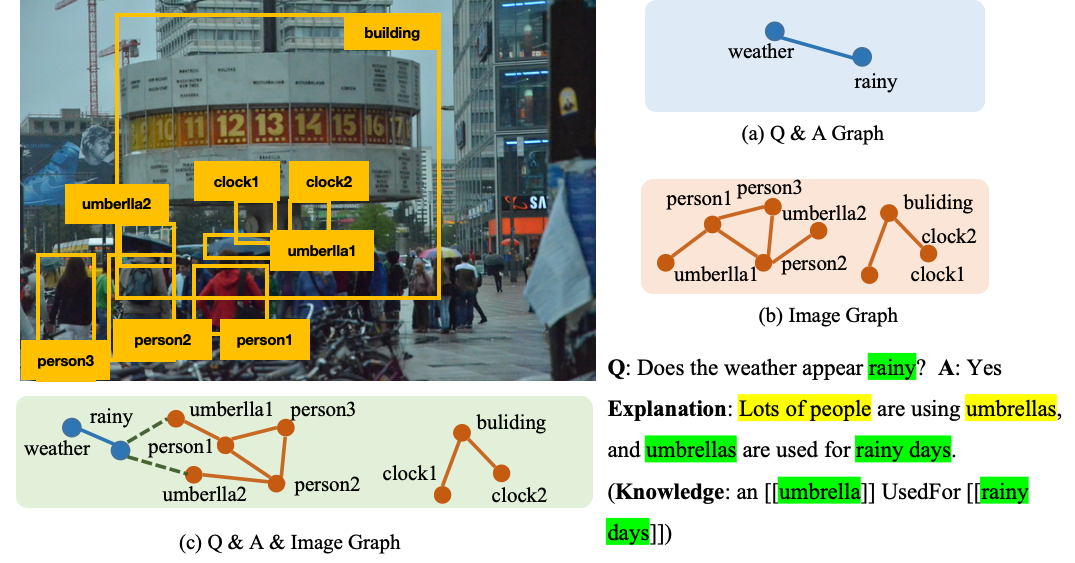 building
9 10 11 12 13 14 15 16 17
clock1
clock2
umberlla2
SA
umberlla1
person2
person1
person3
weather
rainy
(a) Q & A Graph
person1
person3
umberlla2
buliding
clock2
umberlla1
person2
clock1
(b) Image Graph
Q: Does the weather appear rainy? A: Yes
Explanation: Lots of people are using umbrellas,
and umbrellas are used for rainy days.
(Knowledge: an [[umbrella]] UsedFor [[rainy
days]])
rainy
umberlla1
person3
weather
person1
buliding
clock1
umberlla2
person2
clock2
(c) Q & A & Image Graph